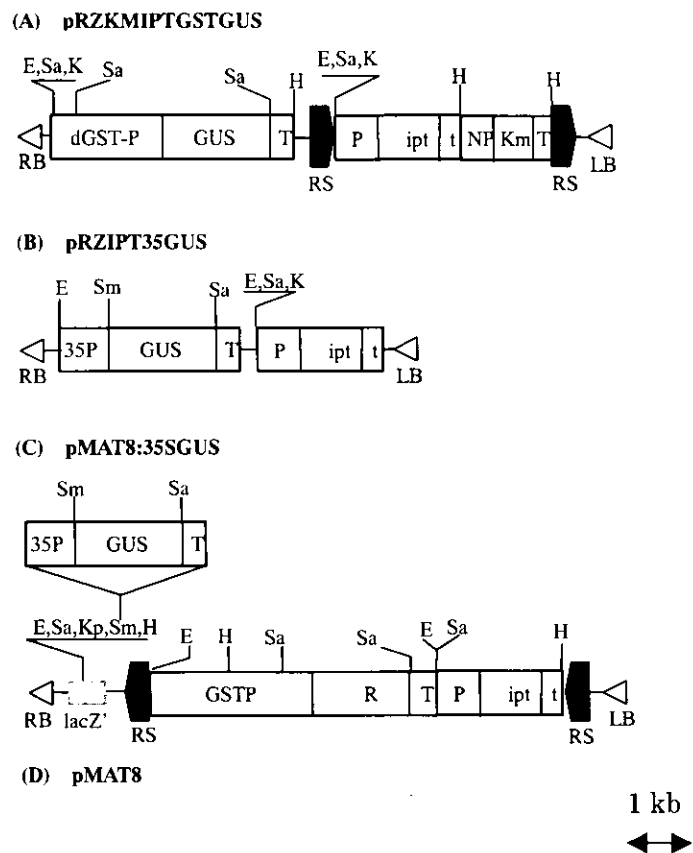 (A) pRZKMIPTGSTGUS
E,Sa,K Sa Sa H E,Sa,K H H
dGST-P GUS T P ipt t NP Km T
RB RS RS LB
(B) pRZIPT35GUS
E Sm Sa E,Sa,K
35P GUS T P ipt t
RB LB
(C) pMAT8:35SGUS
Sm Sa
35P GUS T
E,Sa,Kp,Sm,H E H Sa Sa E Sa H
GSTP R T P ipt t
RB lacZ' RS RS LB
(D) pMAT8
1 kb